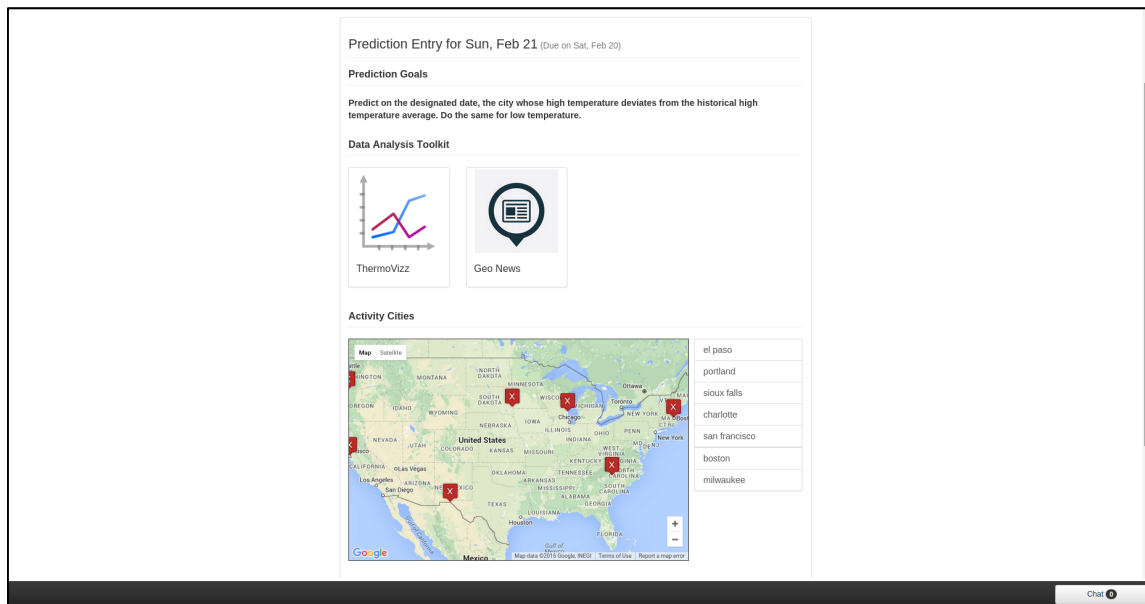 Prediction Entry for Sun, Feb 21 (Due on Sat, Feb 20)
Prediction Goals
Predict on the designated date, the city whose high temperature deviates from the historical high
temperature average. Do the same for low temperature.
Data Analysis Toolkit
ThermoVizz
Geo News
Activity Cities
Map Satellite
NORTH
DAKOTA
MONTANA
MINNESOTA
Ottawa
SOUTH
DAKOTA
Toronto
OREGON
IDAHO
WYOMING
Chicago
NEW YORK
NEBRASKA
IOWA
ILLINOIS
INDIANA
OHIO
PENN
New York
NEVADA
UTAH
COLORADO
United States
KANSAS
MISSOURI
WEST
VIRGINIA
KENTUCKY
CALIFORNIA
Las Vegas
Los Angeles
San Diego
ARIZONA
OKLAHOMA
TENNESSEE
ARKANSAS
MISSISSIPPI
SOUTH
CAROLINA
ALABAMA
GEORGIA
TEXAS
LOUISIANA
Houston
FLORIDA
Gulf of
Mexico
Mexico
X
X
X
X
X
+
−
Google
Map data ©2016 Google, INEGI Terms of Use Report a map error
el paso
portland
sioux falls
charlotte
san francisco
boston
milwaukee
Chat 0